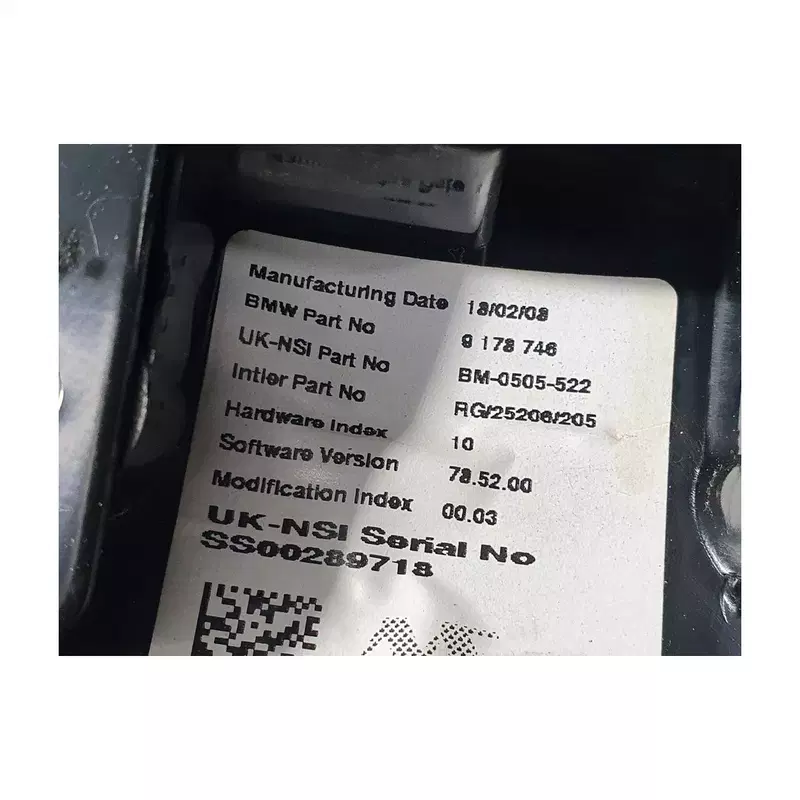 Date
Manufacturing Date 18/02/08
BMW Part No 9 178 746
UK-NSI Part No BM-0505-522
Intier Part No RG/25206/205
Hardware Index 10
Software Version 78.52.00
Modification Index 00.03
UK-NSI Serial No
SS00289718